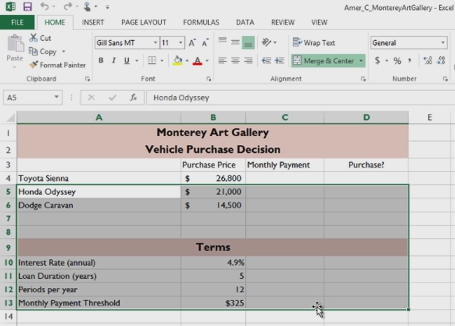 Amer_C_MontereyArtGallery - Excel
FILE HOME INSERT PAGE LAYOUT FORMULAS DATA REVIEW VIEW
Paste
Cut
Copy
Format Painter
Clipboard
Gill Sans MT 11 A A
B I U A
Font
Wrap Text
Merge & Center
Alignment
General
$ % ,
Number
A5 fx Honda Odyssey
A B C D E
1 Monterey Art Gallery
2 Vehicle Purchase Decision
3 Purchase Price Monthly Payment Purchase?
4 Toyota Sienna $ 26,800
5 Honda Odyssey $ 21,000
6 Dodge Caravan $ 14,500
7
8
9 Terms
10 Interest Rate (annual) 4.9%
11 Loan Duration (years) 5
12 Periods per year 12
13 Monthly Payment Threshold $325
14